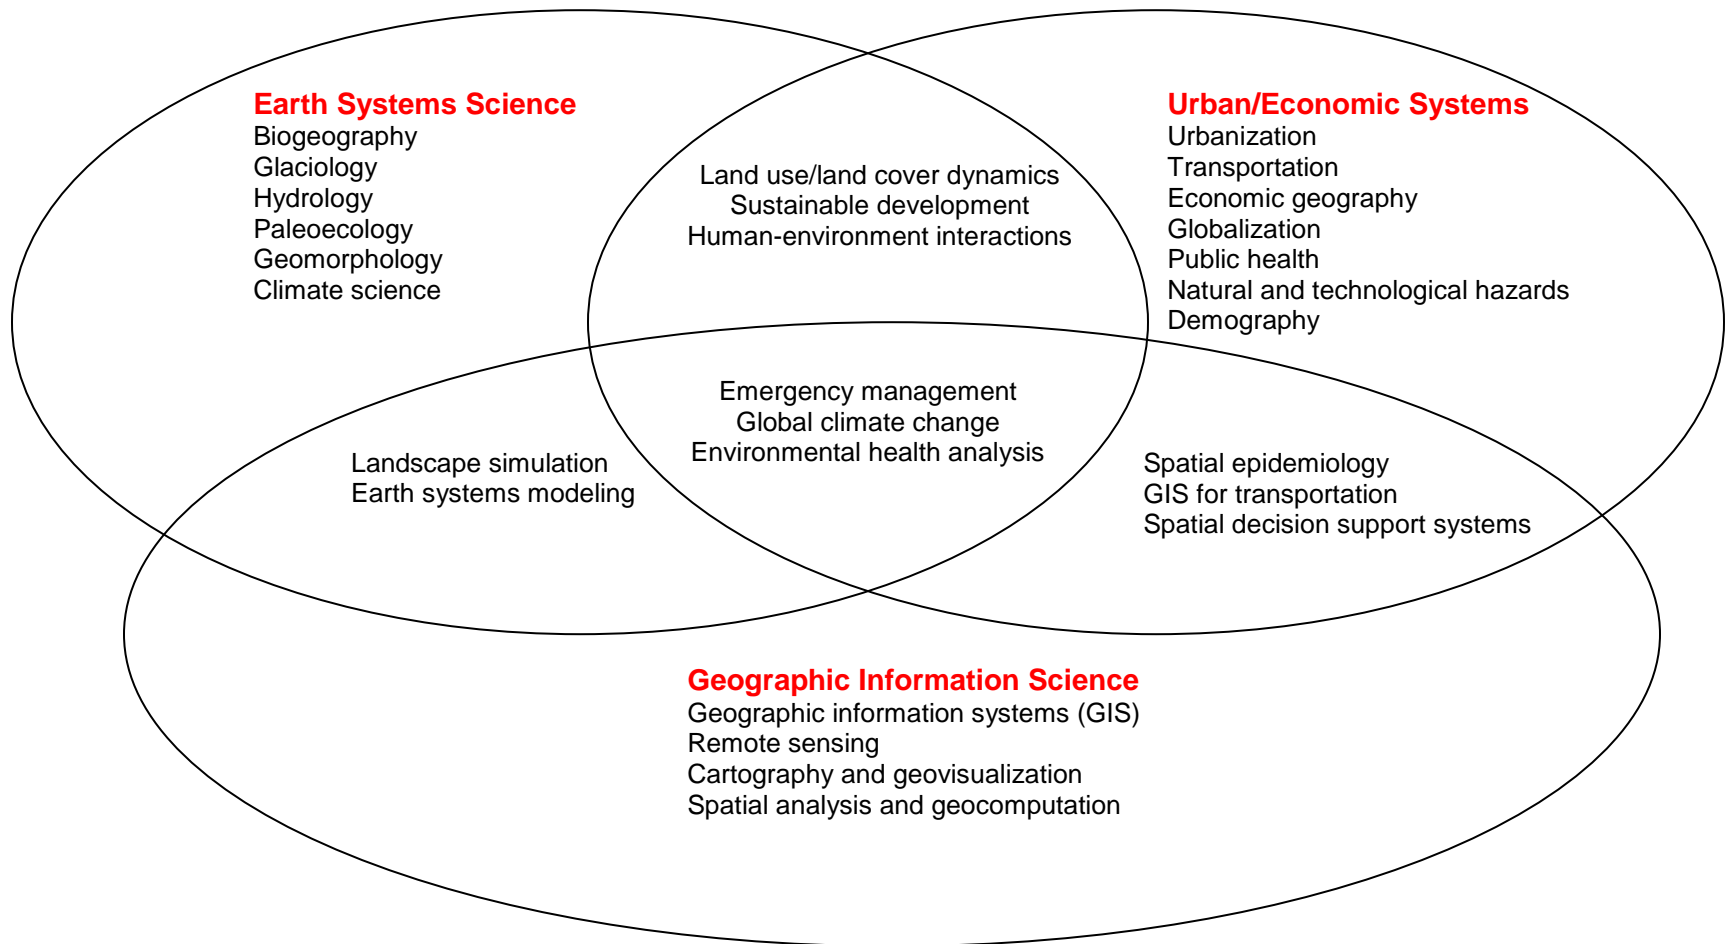 Earth Systems Science
Biogeography
Glaciology
Hydrology
Paleoecology
Geomorphology
Climate science
Land use/land cover dynamics
Sustainable development
Human-environment interactions
Urban/Economic Systems
Urbanization
Transportation
Economic geography
Globalization
Public health
Natural and technological hazards
Demography
Landscape simulation
Earth systems modeling
Emergency management
Global climate change
Environmental health analysis
Spatial epidemiology
GIS for transportation
Spatial decision support systems
Geographic Information Science
Geographic information systems (GIS)
Remote sensing
Cartography and geovisualization
Spatial analysis and geocomputation